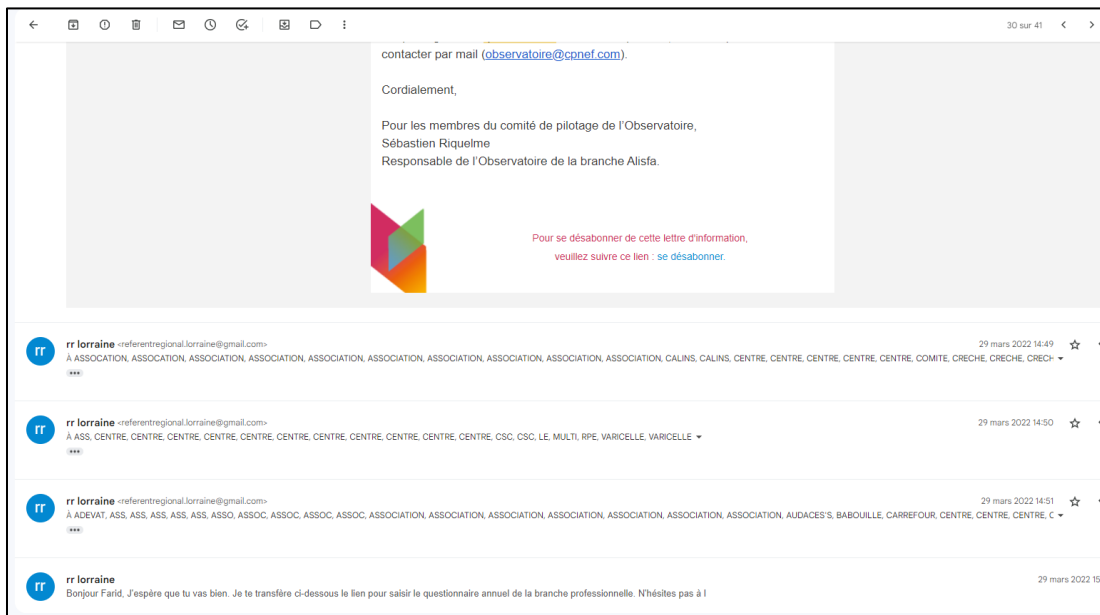 30 sur 41
contacter par mail (observatoire@cpnef.com).
Cordialement,
Pour les membres du comité de pilotage de l'Observatoire,
Sébastien Riquelme
Responsable de l'Observatoire de la branche Alisfa.
Pour se désabonner de cette lettre d'information,
veuillez suivre ce lien : se désabonner.
rr
rr lorraine <referentregional.lorraine@gmail.com> 29 mars 2022 14:49
À ASSOCATION, ASSOCATION, ASSOCIATION, ASSOCIATION, ASSOCIATION, ASSOCIATION, ASSOCIATION, ASSOCIATION, ASSOCIATION, ASSOCIATION, CALINS, CALINS, CENTRE, CENTRE, CENTRE, CENTRE, CENTRE, COMITE, CRECHE, CRECHE, CRECH
rr
rr lorraine <referentregional.lorraine@gmail.com> 29 mars 2022 14:50
À ASS, CENTRE, CENTRE, CENTRE, CENTRE, CENTRE, CENTRE, CENTRE, CENTRE, CENTRE, CENTRE, CENTRE, CSC, CSC, LE, MULTI, RPE, VARICELLE, VARICELLE
rr
rr lorraine <referentregional.lorraine@gmail.com> 29 mars 2022 14:51
À ADEVAT, ASS, ASS, ASS, ASS, ASS, ASSO, ASSOC, ASSOC, ASSOC, ASSOC, ASSOCIATION, ASSOCIATION, ASSOCIATION, ASSOCIATION, ASSOCIATION, ASSOCIATION, ASSOCIATION, AUDACES'S, BABOUILLE, CARREFOUR, CENTRE, CENTRE, CENTRE, C
rr
rr lorraine 29 mars 2022 15
Bonjour Farid, J'espère que tu vas bien. Je te transfére ci-dessous le lien pour saisir le questionnaire annuel de la branche professionnelle. N'hésites pas à l